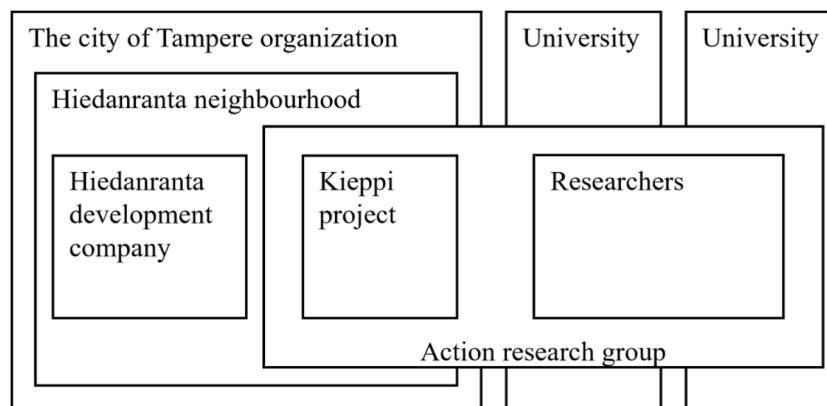 The city of Tampere organization
University
University
Hiedanranta neighbourhood
Hiedanranta
development
company
Kieppi
project
Researchers
Action research group